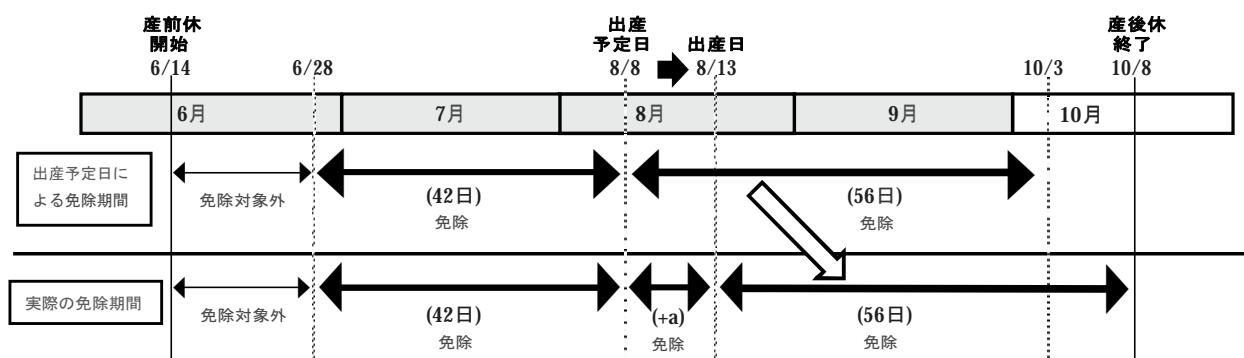 産前休
開始
6/14
6/28
出産
予定日
8/8
出産日
8/13
10/3
産後休
終了
10/8
6月
7月
8月
9月
10月
出産予定日に
よる免除期間
免除対象外
(42日)
免除
(56日)
免除
実際の免除期間
免除対象外
(42日)
免除
(+a)
免除
(56日)
免除